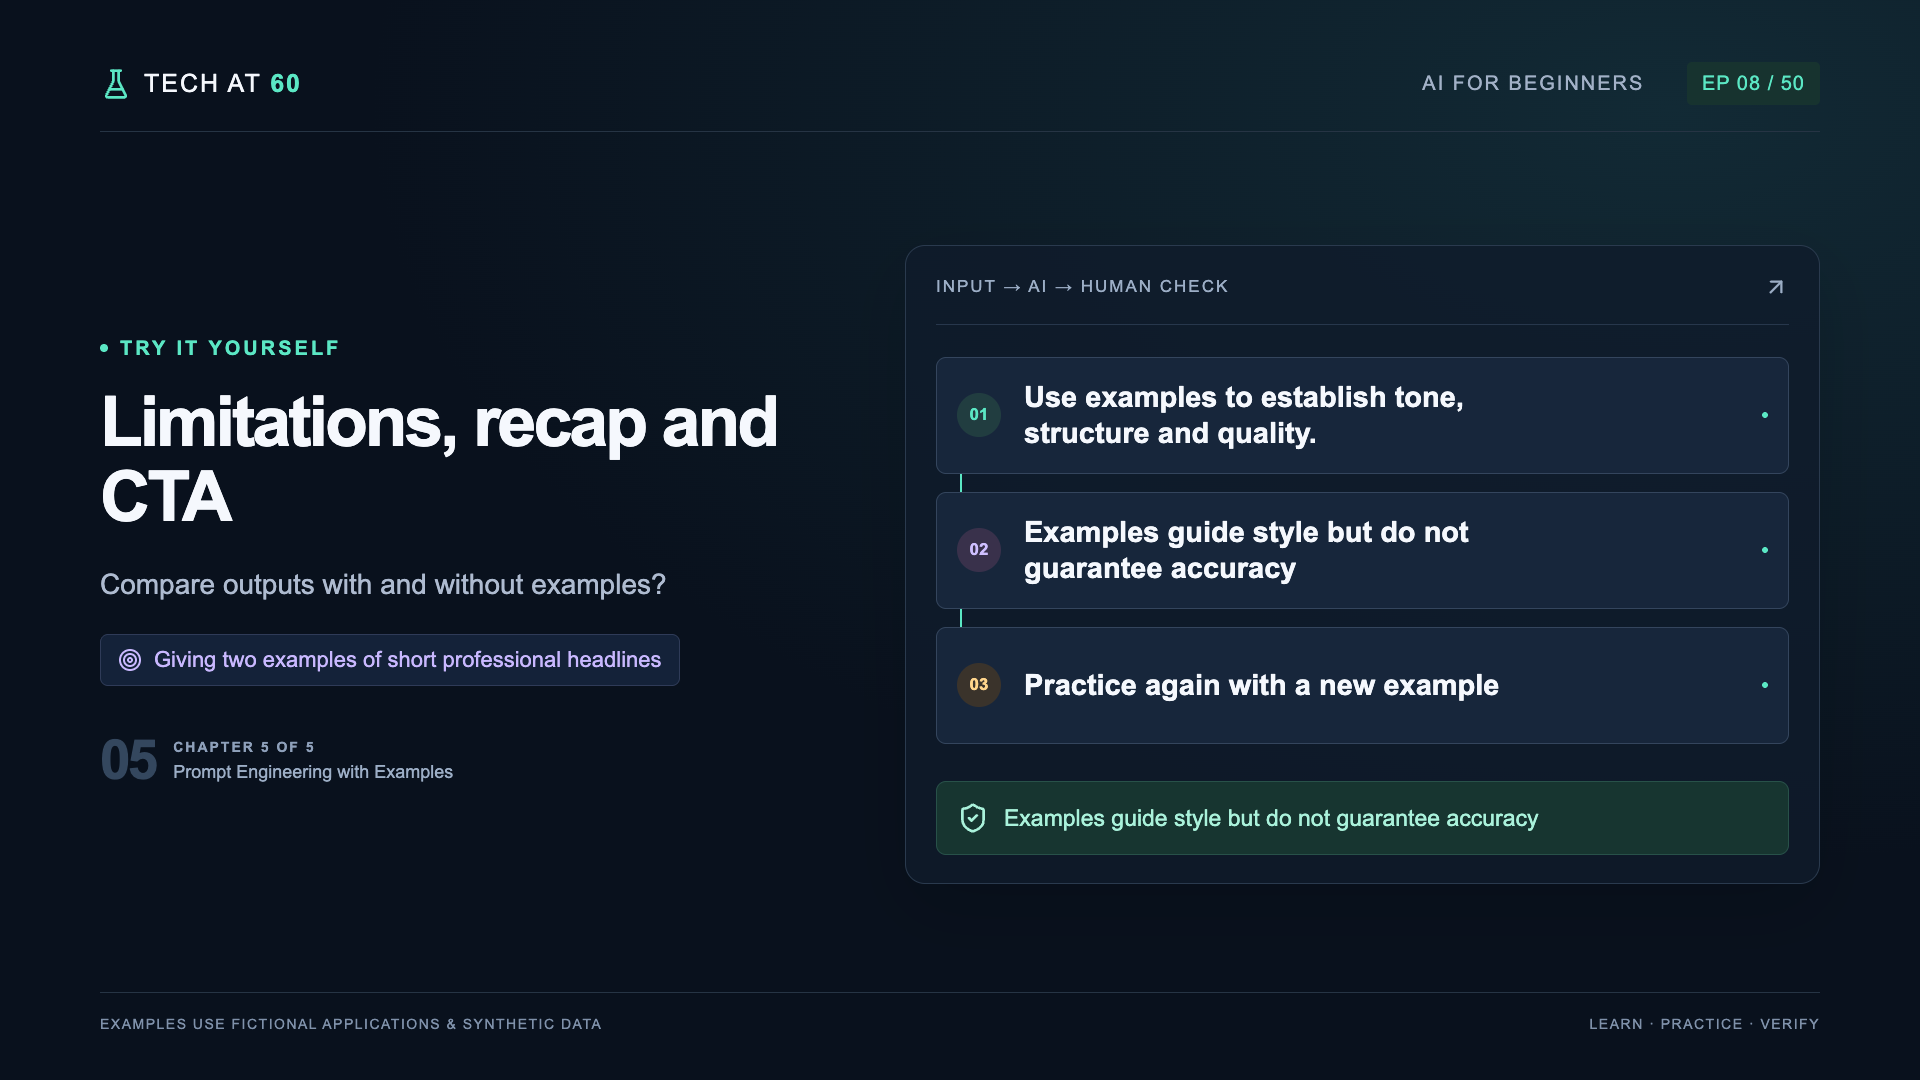 TECH AT 60
AI FOR BEGINNERS
EP 08 / 50
TRY IT YOURSELF
Limitations, recap and
CTA
Compare outputs with and without examples?
Giving two examples of short professional headlines
05
CHAPTER 5 OF 5
Prompt Engineering with Examples
INPUT → AI → HUMAN CHECK
01
Use examples to establish tone,
structure and quality.
02
Examples guide style but do not
guarantee accuracy
03
Practice again with a new example
Examples guide style but do not guarantee accuracy
EXAMPLES USE FICTIONAL APPLICATIONS & SYNTHETIC DATA
LEARN · PRACTICE · VERIFY